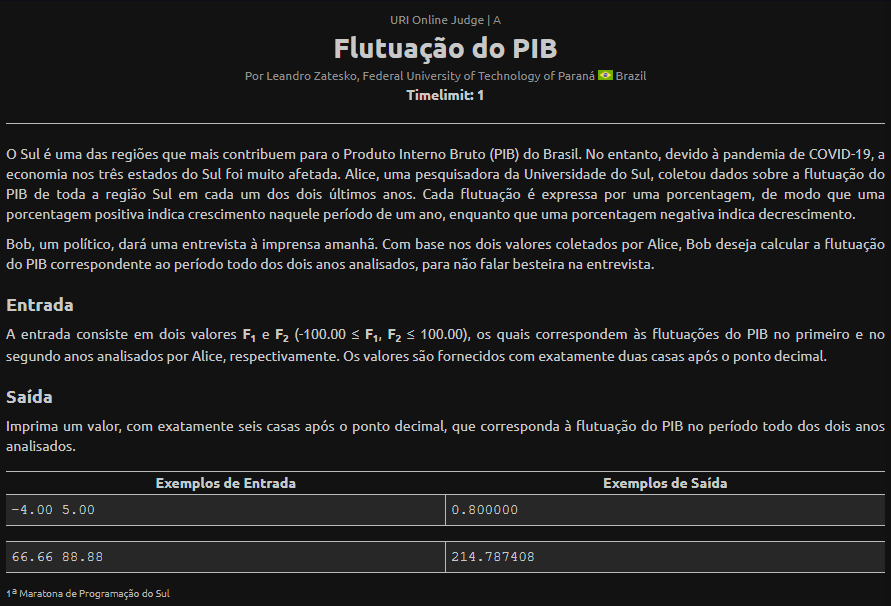 URI Online Judge | A
Flutuação do PIB
Por Leandro Zatesko, Federal University of Technology of Paraná Brazil
Timelimit: 1
O Sul é uma das regiões que mais contribuem para o Produto Interno Bruto (PIB) do Brasil. No entanto, devido à pandemia de COVID-19, a
economia nos três estados do Sul foi muito afetada. Alice, uma pesquisadora da Universidade do Sul, coletou dados sobre a flutuação do
PIB de toda a região Sul em cada um dos dois últimos anos. Cada flutuação é expressa por uma porcentagem, de modo que uma
porcentagem positiva indica crescimento naquele período de um ano, enquanto que uma porcentagem negativa indica decrescimento.
Bob, um político, dará uma entrevista à imprensa amanhã. Com base nos dois valores coletados por Alice, Bob deseja calcular a flutuação
do PIB correspondente ao período todo dos dois anos analisados, para não falar besteira na entrevista.
Entrada
A entrada consiste em dois valores F1 e F2 (-100.00 ≤ F1, F2 ≤ 100.00), os quais correspondem às flutuações do PIB no primeiro e no
segundo anos analisados por Alice, respectivamente. Os valores são fornecidos com exatamente duas casas após o ponto decimal.
Saída
Imprima um valor, com exatamente seis casas após o ponto decimal, que corresponda à flutuação do PIB no período todo dos dois anos
analisados.
Exemplos de Entrada Exemplos de Saída
-4.00 5.00 0.800000
66.66 88.88 214.787408
1ª Maratona de Programação do Sul